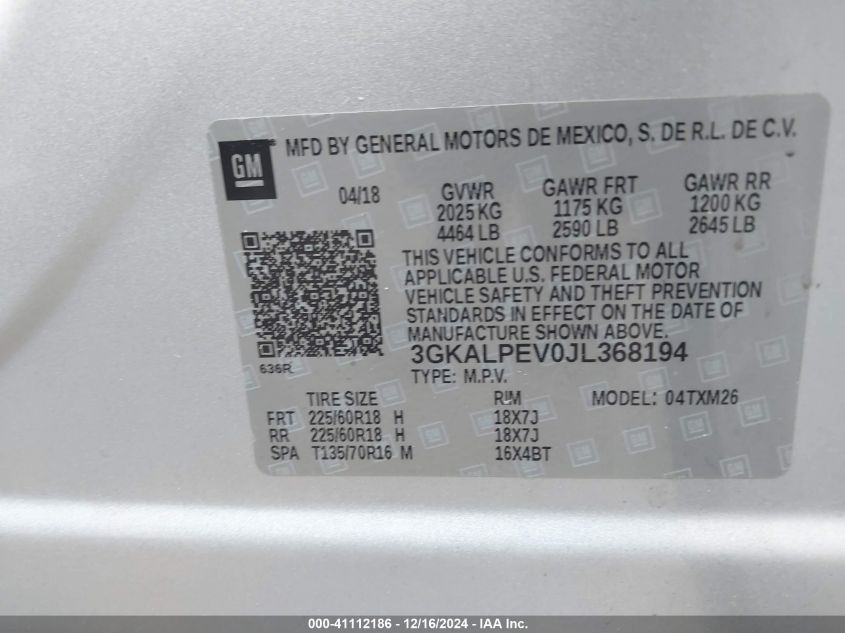 GM
MFD BY GENERAL MOTORS DE MEXICO, S. DE R.L. DE C.V.
04/18 GVWR GAWR FRT GAWR RR
2025 KG 1175 KG 1200 KG
4464 LB 2590 LB 2645 LB
THIS VEHICLE CONFORMS TO ALL
APPLICABLE U.S. FEDERAL MOTOR
VEHICLE SAFETY AND THEFT PREVENTION
STANDARDS IN EFFECT ON THE DATE OF
MANUFACTURE SHOWN ABOVE.
3GKALPEV0JL368194
636R
TYPE: M.P.V.
TIRE SIZE RIM MODEL: 04TXM26
FRT 225/60R18 H 18X7J
RR 225/60R18 H 18X7J
SPA T135/70R16 M 16X4BT
000-41112186 - 12/16/2024 - IAA Inc.